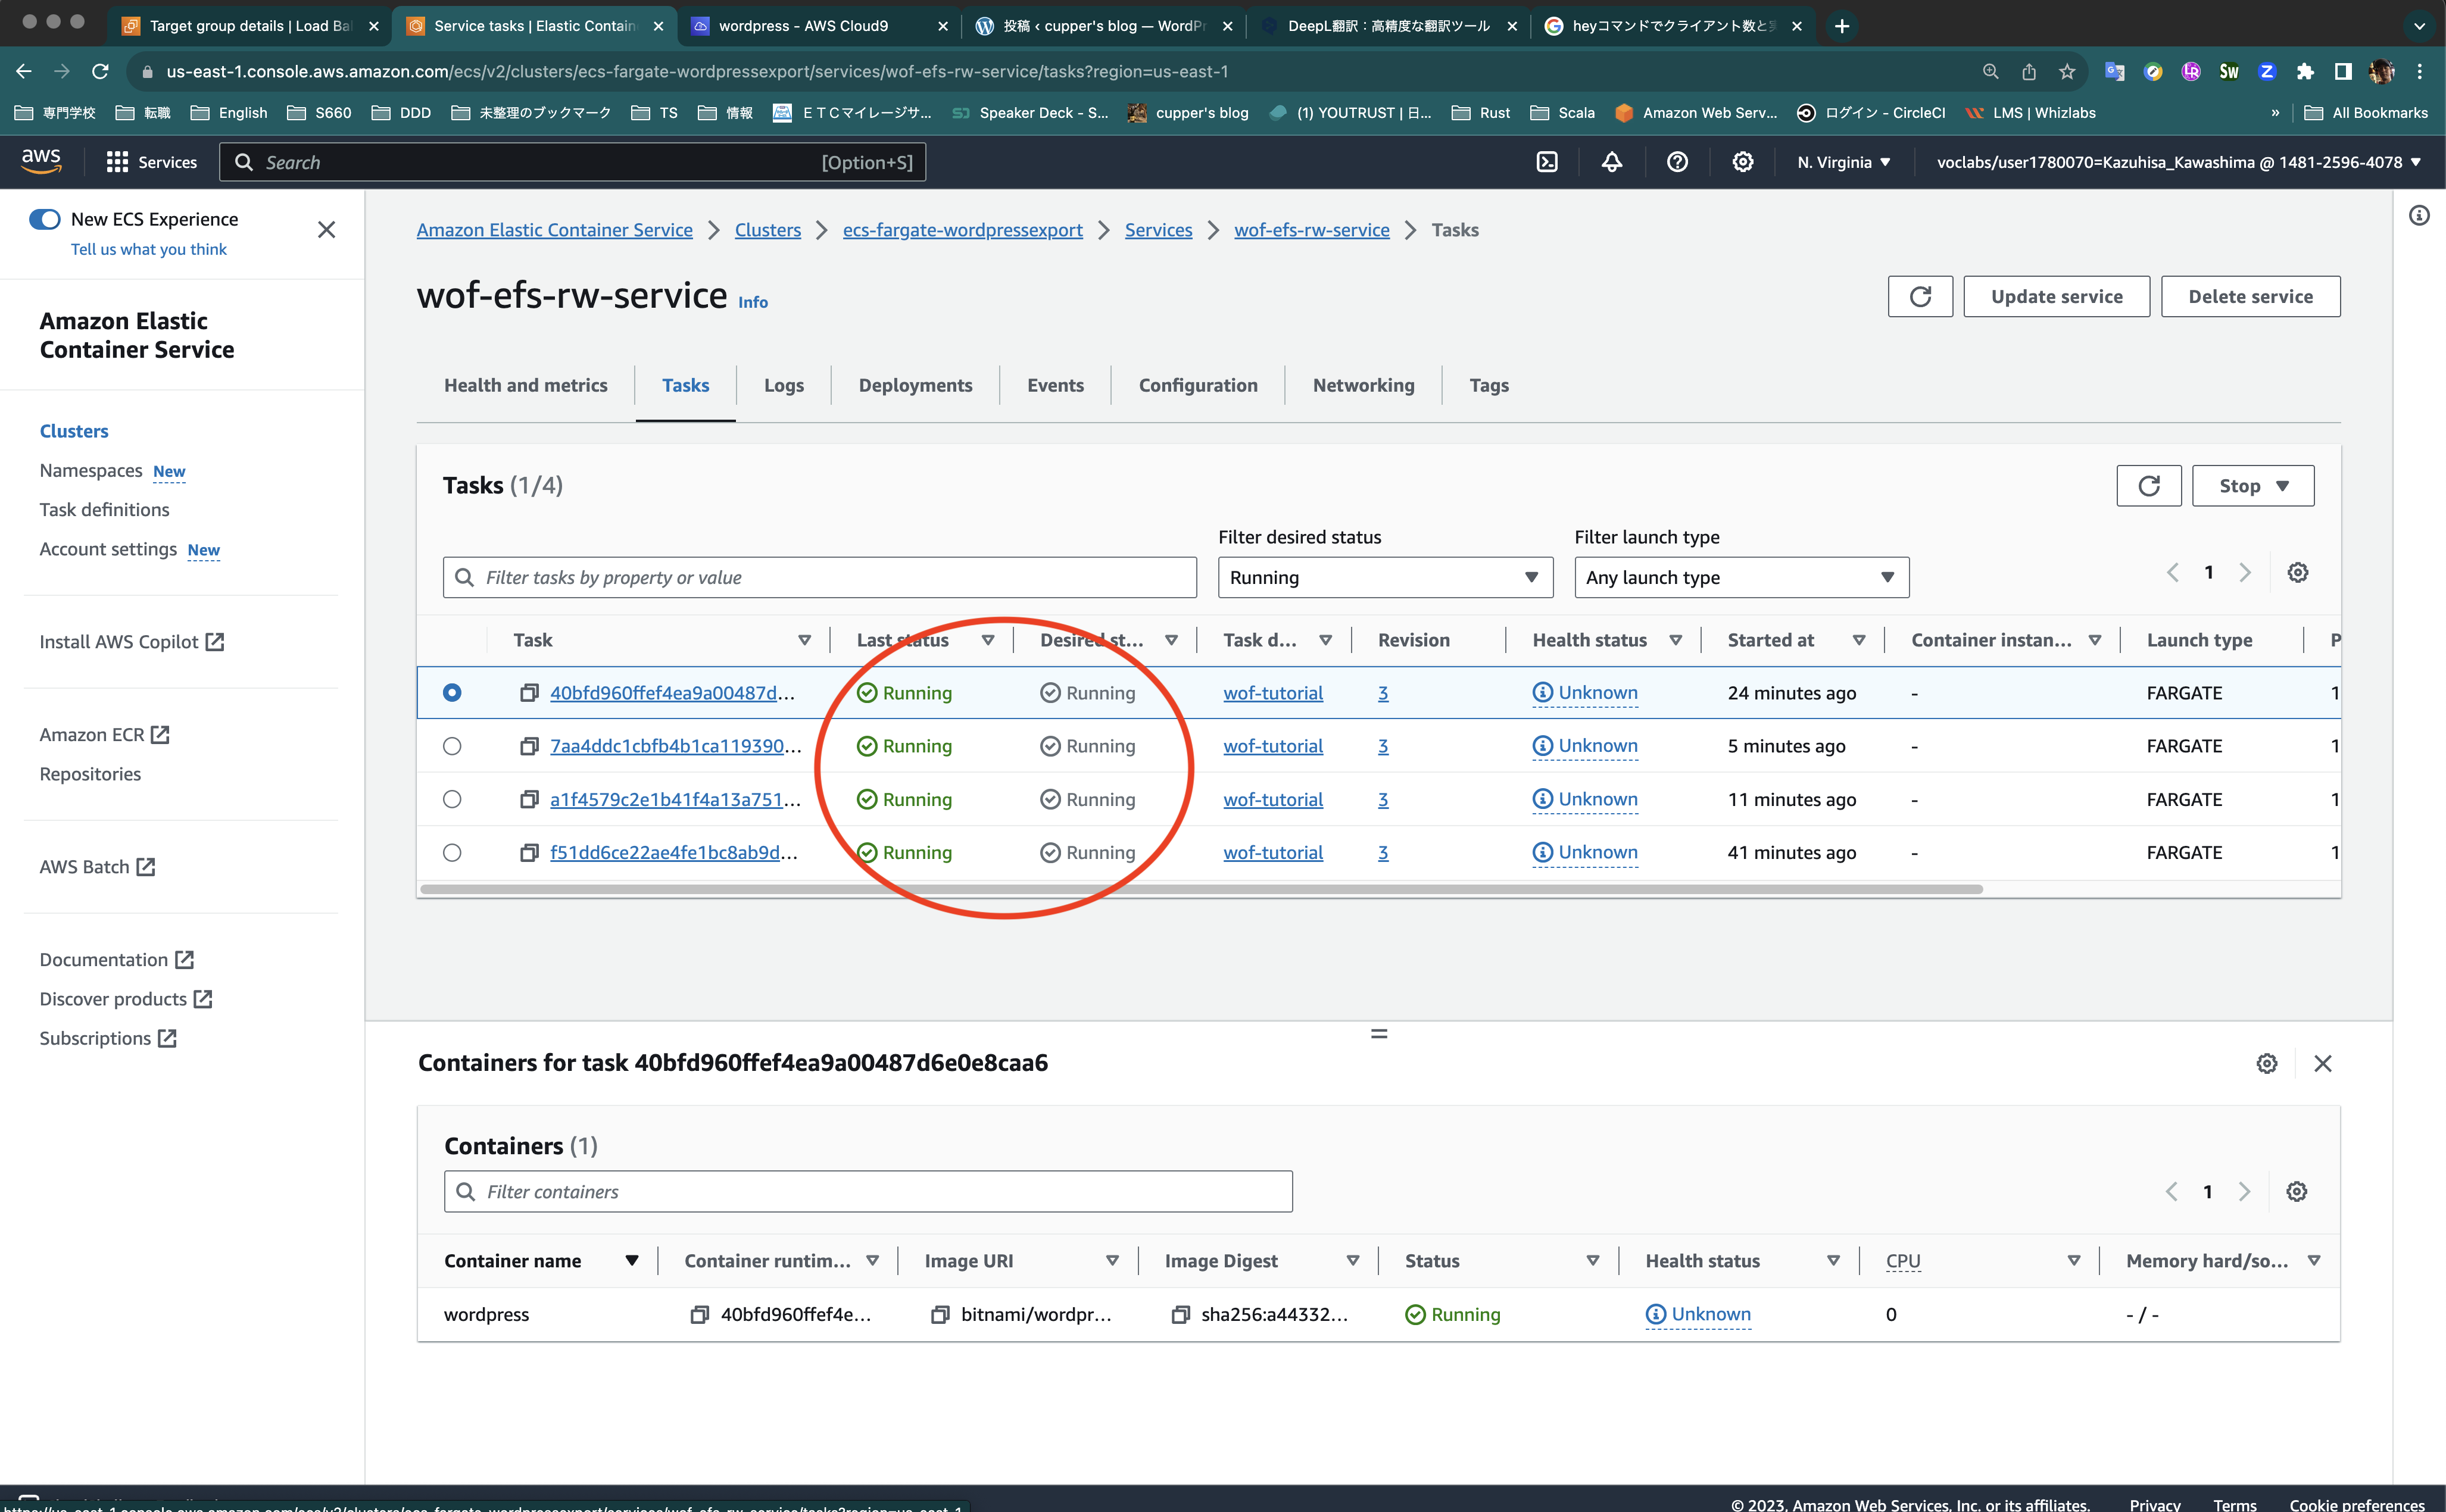 Target group details | Load Ba
Service tasks | Elastic Contain
wordpress - AWS Cloud9
投稿 ‹ cupper's blog — WordPr
DeepL翻訳：高精度な翻訳ツール
heyコマンドでクライアント数と
us-east-1.console.aws.amazon.com/ecs/v2/clusters/ecs-fargate-wordpressexport/services/wof-efs-rw-service/tasks?region=us-east-1
専門学校 転職 English S660 DDD 未整理のブックマーク TS 情報 ＥＴＣマイレージサ... Speaker Deck - S... cupper's blog (1) YOUTRUST | 日... Rust Scala Amazon Web Serv... ログイン - CircleCI LMS | Whizlabs » All Bookmarks
aws Services Search [Option+S] N. Virginia voclabs/user1780070=Kazuhisa_Kawashima @ 1481-2596-4078
New ECS Experience
Tell us what you think
Amazon Elastic
Container Service
Clusters
Namespaces New
Task definitions
Account settings New
Install AWS Copilot
Amazon ECR
Repositories
AWS Batch
Documentation
Discover products
Subscriptions
Amazon Elastic Container Service Clusters ecs-fargate-wordpressexport Services wof-efs-rw-service Tasks
wof-efs-rw-service Info
Update service Delete service
Health and metrics Tasks Logs Deployments Events Configuration Networking Tags
Tasks (1/4)
Stop
Filter desired status Filter launch type
Filter tasks by property or value Running Any launch type 1
Task Last status Desired st... Task d... Revision Health status Started at Container instan... Launch type P
40bfd960ffef4ea9a00487d... Running Running wof-tutorial 3 Unknown 24 minutes ago - FARGATE 1
7aa4ddc1cbfb4b1ca119390... Running Running wof-tutorial 3 Unknown 5 minutes ago - FARGATE 1
a1f4579c2e1b41f4a13a751... Running Running wof-tutorial 3 Unknown 11 minutes ago - FARGATE 1
f51dd6ce22ae4fe1bc8ab9d... Running Running wof-tutorial 3 Unknown 41 minutes ago - FARGATE 1
Containers for task 40bfd960ffef4ea9a00487d6e0e8caa6
Containers (1)
Filter containers 1
Container name Container runtim... Image URI Image Digest Status Health status CPU Memory hard/so...
wordpress 40bfd960ffef4e... bitnami/wordpr... sha256:a44332... Running Unknown 0 - / -
© 2023, Amazon Web Services, Inc. or its affiliates. Privacy Terms Cookie preferences